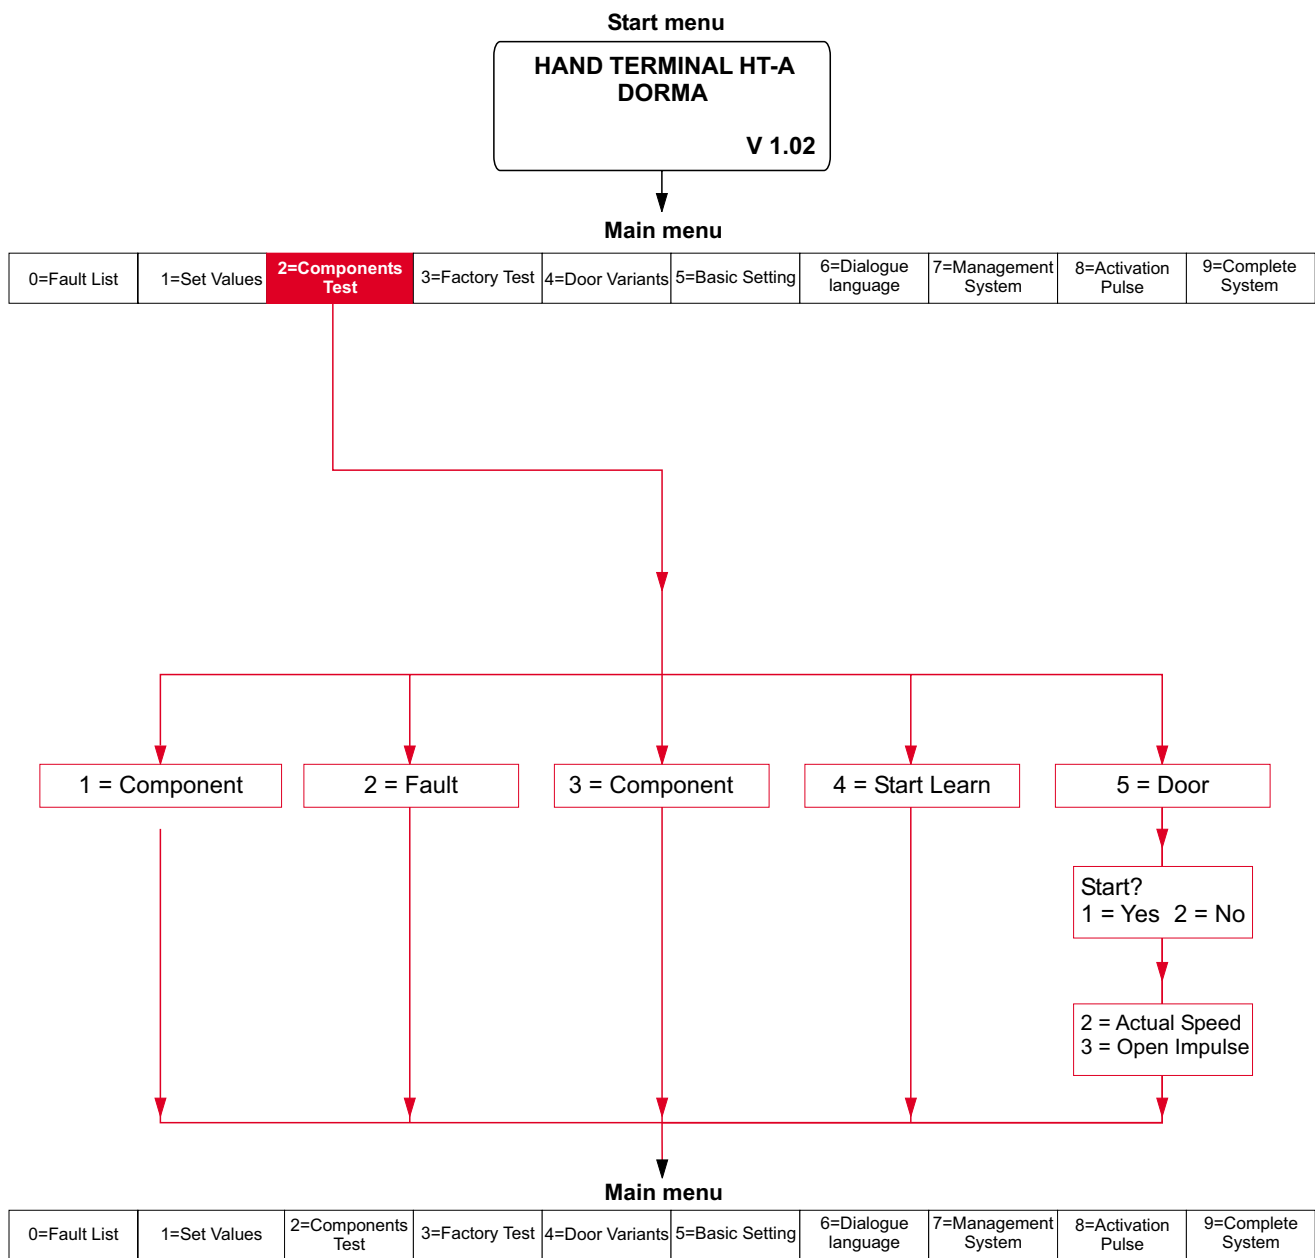 Start menu
HAND TERMINAL HT-A
DORMA
V 1.02
Main menu
0=Fault List
1=Set Values
2=Components
Test
3=Factory Test
4=Door Variants
5=Basic Setting
6=Dialogue
language
7=Management
System
8=Activation
Pulse
9=Complete
System
1 = Component
2 = Fault
3 = Component
4 = Start Learn
5 = Door
Start?
1 = Yes 2 = No
2 = Actual Speed
3 = Open Impulse
Main menu
0=Fault List
1=Set Values
2=Components
Test
3=Factory Test
4=Door Variants
5=Basic Setting
6=Dialogue
language
7=Management
System
8=Activation
Pulse
9=Complete
System